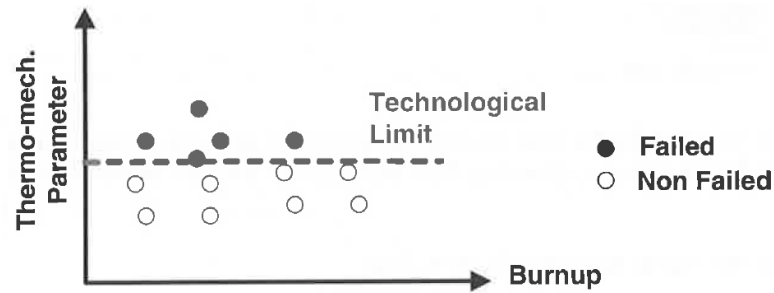 Thermo-mech.
Parameter
Technological
Limit
Failed
Non Failed
Burnup